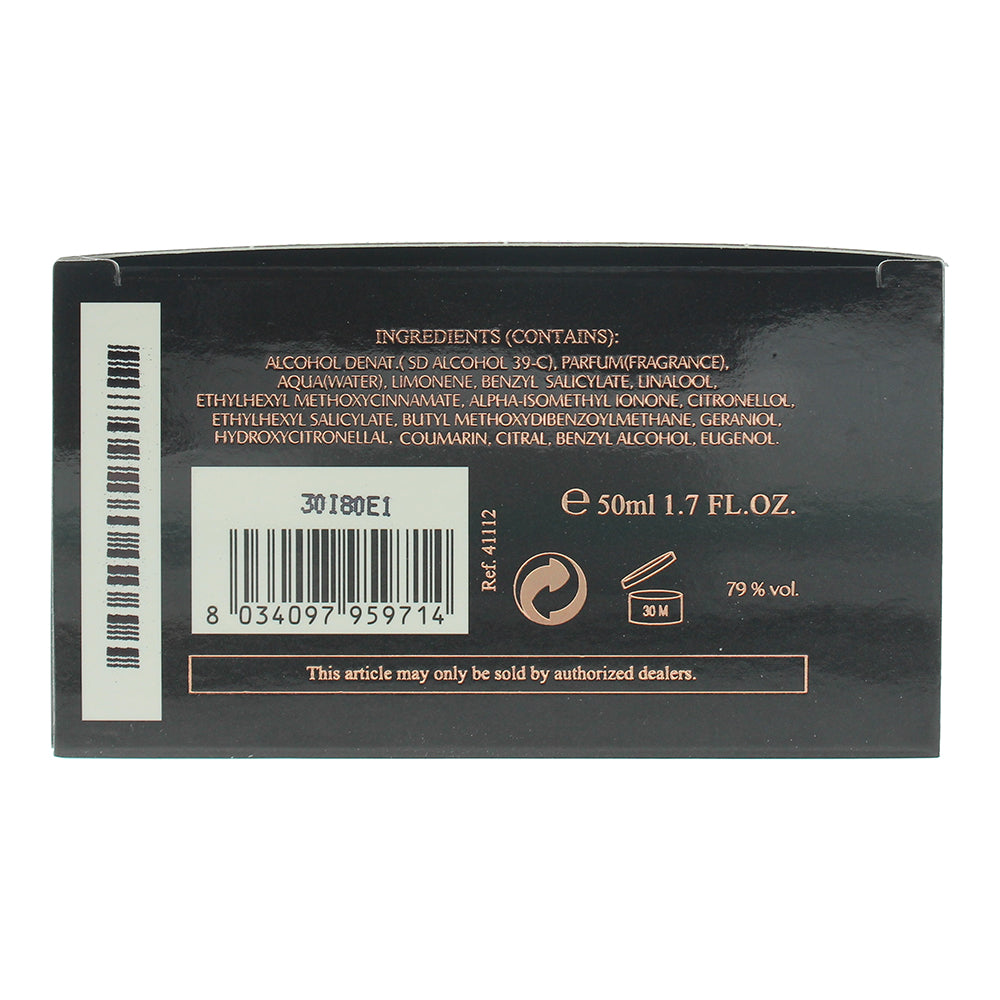 INGREDIENTS (CONTAINS):
ALCOHOL DENAT.( SD ALCOHOL 39-C), PARFUM(FRAGRANCE),
AQUA(WATER), LIMONENE, BENZYL SALICYLATE, LINALOOL,
ETHYLHEXYL METHOXYCINNAMATE, ALPHA-ISOMETHYL IONONE, CITRONELLOL,
ETHYLHEXYL SALICYLATE, BUTYL METHOXYDIBENZOYLMETHANE, GERANIOL,
HYDROXYCITRONELLAL, COUMARIN, CITRAL, BENZYL ALCOHOL, EUGENOL.
30I80E1
8 034097 959714
Ref. 41112
℮ 50ml 1.7 FL.OZ.
30 M
79 % vol.
This article may only be sold by authorized dealers.